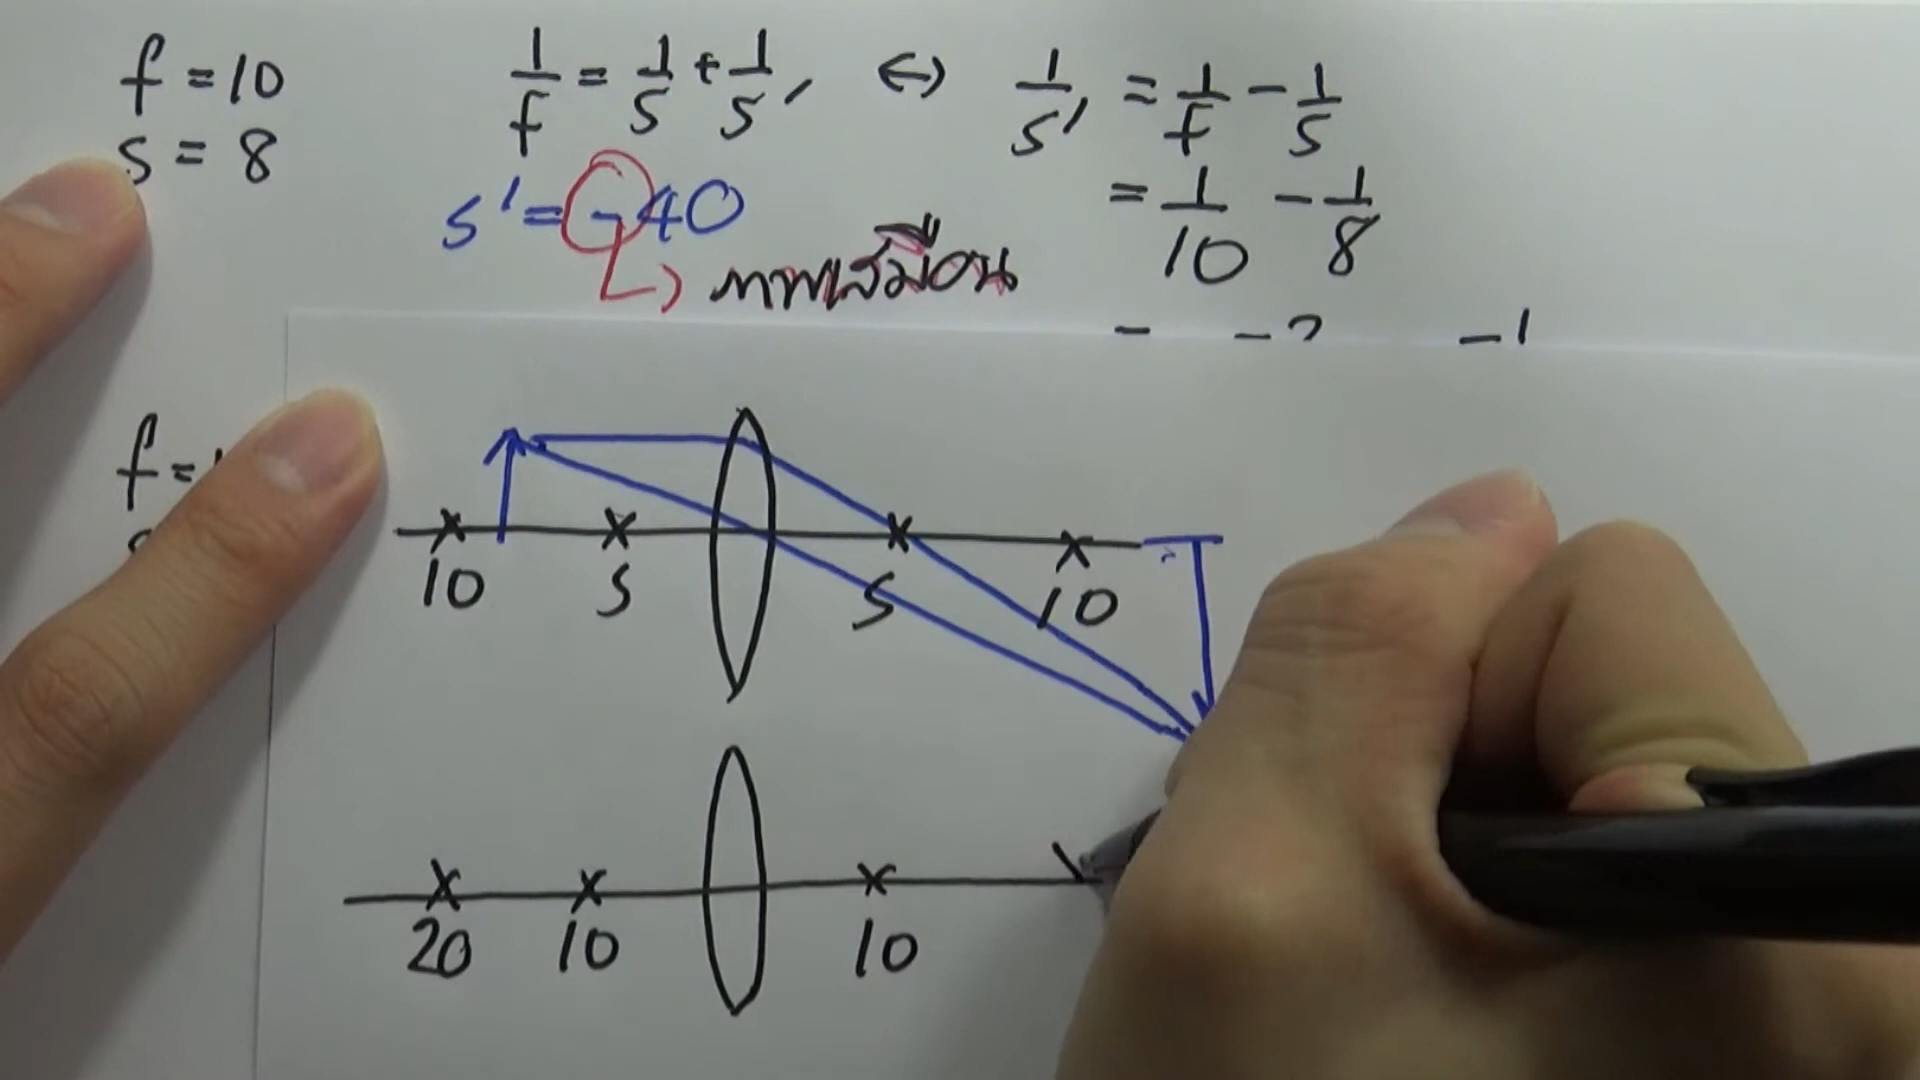 f = 10
s = 8
1/f = 1/s + 1/s' ↔ 1/s' = 1/f - 1/s
= 1/10 - 1/8
s' = -40
ภาพเสมือน
f =
10 5 5 10
20 10 10